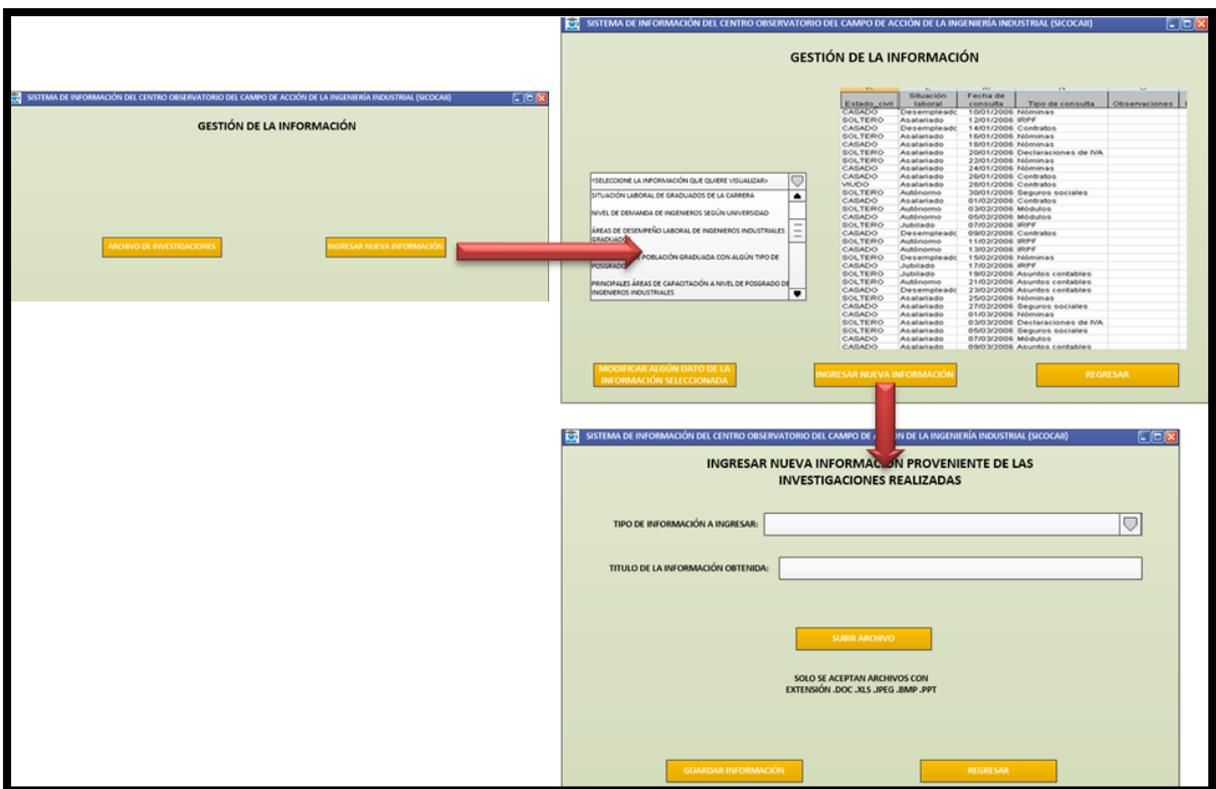 SISTEMA DE INFORMACIÓN DEL CENTRO OBSERVATORIO DEL CAMPO DE ACCIÓN DE LA INGENIERÍA INDUSTRIAL (SICOCAII)
GESTIÓN DE LA INFORMACIÓN
ARCHIVO DE INVESTIGACIONES
INGRESAR NUEVA INFORMACIÓN
SISTEMA DE INFORMACIÓN DEL CENTRO OBSERVATORIO DEL CAMPO DE ACCIÓN DE LA INGENIERÍA INDUSTRIAL (SICOCAII)
GESTIÓN DE LA INFORMACIÓN
<SELECCIONE LA INFORMACIÓN QUE QUIERE VISUALIZAR>
SITUACIÓN LABORAL DE GRADUADOS DE LA CARRERA
NIVEL DE DEMANDA DE INGENIEROS SEGÚN UNIVERSIDAD
ÁREAS DE DESEMPEÑO LABORAL DE INGENIEROS INDUSTRIALES
GRADUADOS
POBLACIÓN GRADUADA CON ALGÚN TIPO DE
POSGRADO
PRINCIPALES ÁREAS DE CAPACITACIÓN A NIVEL DE POSGRADO DE
INGENIEROS INDUSTRIALES
Situación Fecha de
Estado_civil laboral consulta Tipo de consulta Observaciones
CASADO Desempleado 10/01/2006 Nóminas
SOLTERO Asalariado 12/01/2006 IRPF
CASADO Desempleado 14/01/2006 Contratos
SOLTERO Asalariado 16/01/2006 Nóminas
CASADO Asalariado 18/01/2006 Nóminas
SOLTERO Asalariado 20/01/2006 Declaraciones de IVA
SOLTERO Asalariado 22/01/2006 Nóminas
CASADO Asalariado 24/01/2006 Nóminas
CASADO Asalariado 26/01/2006 Contratos
VIUDO Asalariado 28/01/2006 Contratos
SOLTERO Autónomo 30/01/2006 Seguros sociales
CASADO Asalariado 01/02/2006 Contratos
SOLTERO Autónomo 03/02/2006 Módulos
CASADO Autónomo 05/02/2006 Módulos
SOLTERO Jubilado 07/02/2006 IRPF
CASADO Desempleado 09/02/2006 Contratos
SOLTERO Autónomo 11/02/2006 IRPF
CASADO Autónomo 13/02/2006 IRPF
SOLTERO Desempleado 15/02/2006 Nóminas
CASADO Jubilado 17/02/2006 IRPF
SOLTERO Jubilado 19/02/2006 Asuntos contables
SOLTERO Autónomo 21/02/2006 Asuntos contables
CASADO Desempleado 23/02/2006 Asuntos contables
SOLTERO Asalariado 25/02/2006 Nóminas
CASADO Asalariado 27/02/2006 Seguros sociales
CASADO Asalariado 01/03/2006 Nóminas
SOLTERO Asalariado 03/03/2006 Declaraciones de IVA
SOLTERO Asalariado 05/03/2006 Seguros sociales
CASADO Asalariado 07/03/2006 Módulos
CASADO Asalariado 09/03/2006 Asuntos contables
MODIFICAR ALGÚN DATO DE LA
INFORMACIÓN SELECCIONADA
INGRESAR NUEVA INFORMACIÓN
REGRESAR
SISTEMA DE INFORMACIÓN DEL CENTRO OBSERVATORIO DEL CAMPO DE ACCIÓN DE LA INGENIERÍA INDUSTRIAL (SICOCAII)
INGRESAR NUEVA INFORMACIÓN PROVENIENTE DE LAS
INVESTIGACIONES REALIZADAS
TIPO DE INFORMACIÓN A INGRESAR:
TITULO DE LA INFORMACIÓN OBTENIDA:
SUBIR ARCHIVO
SOLO SE ACEPTAN ARCHIVOS CON
EXTENSIÓN .DOC .XLS .JPEG .BMP .PPT
GUARDAR INFORMACIÓN
REGRESAR